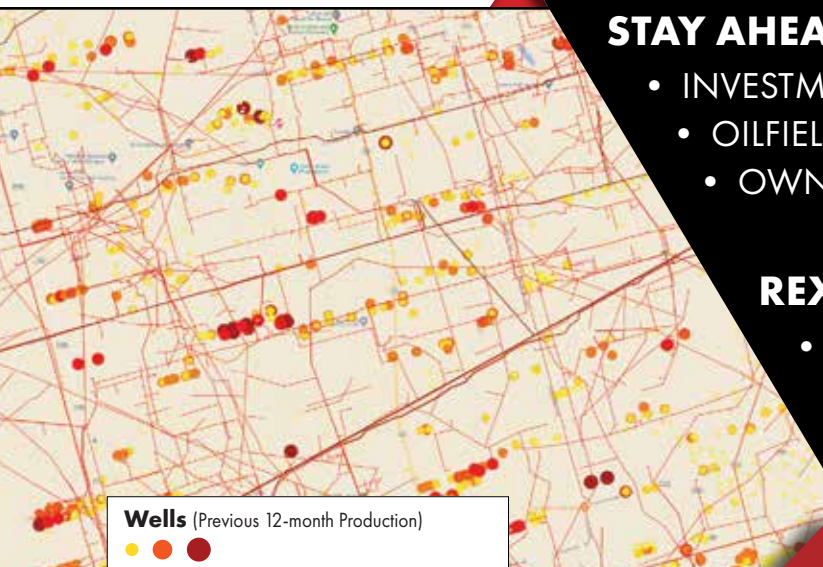 STAY AHEA
• INVESTM
• OILFIEL
• OWN
REX
•
Wells (Previous 12-month Production)